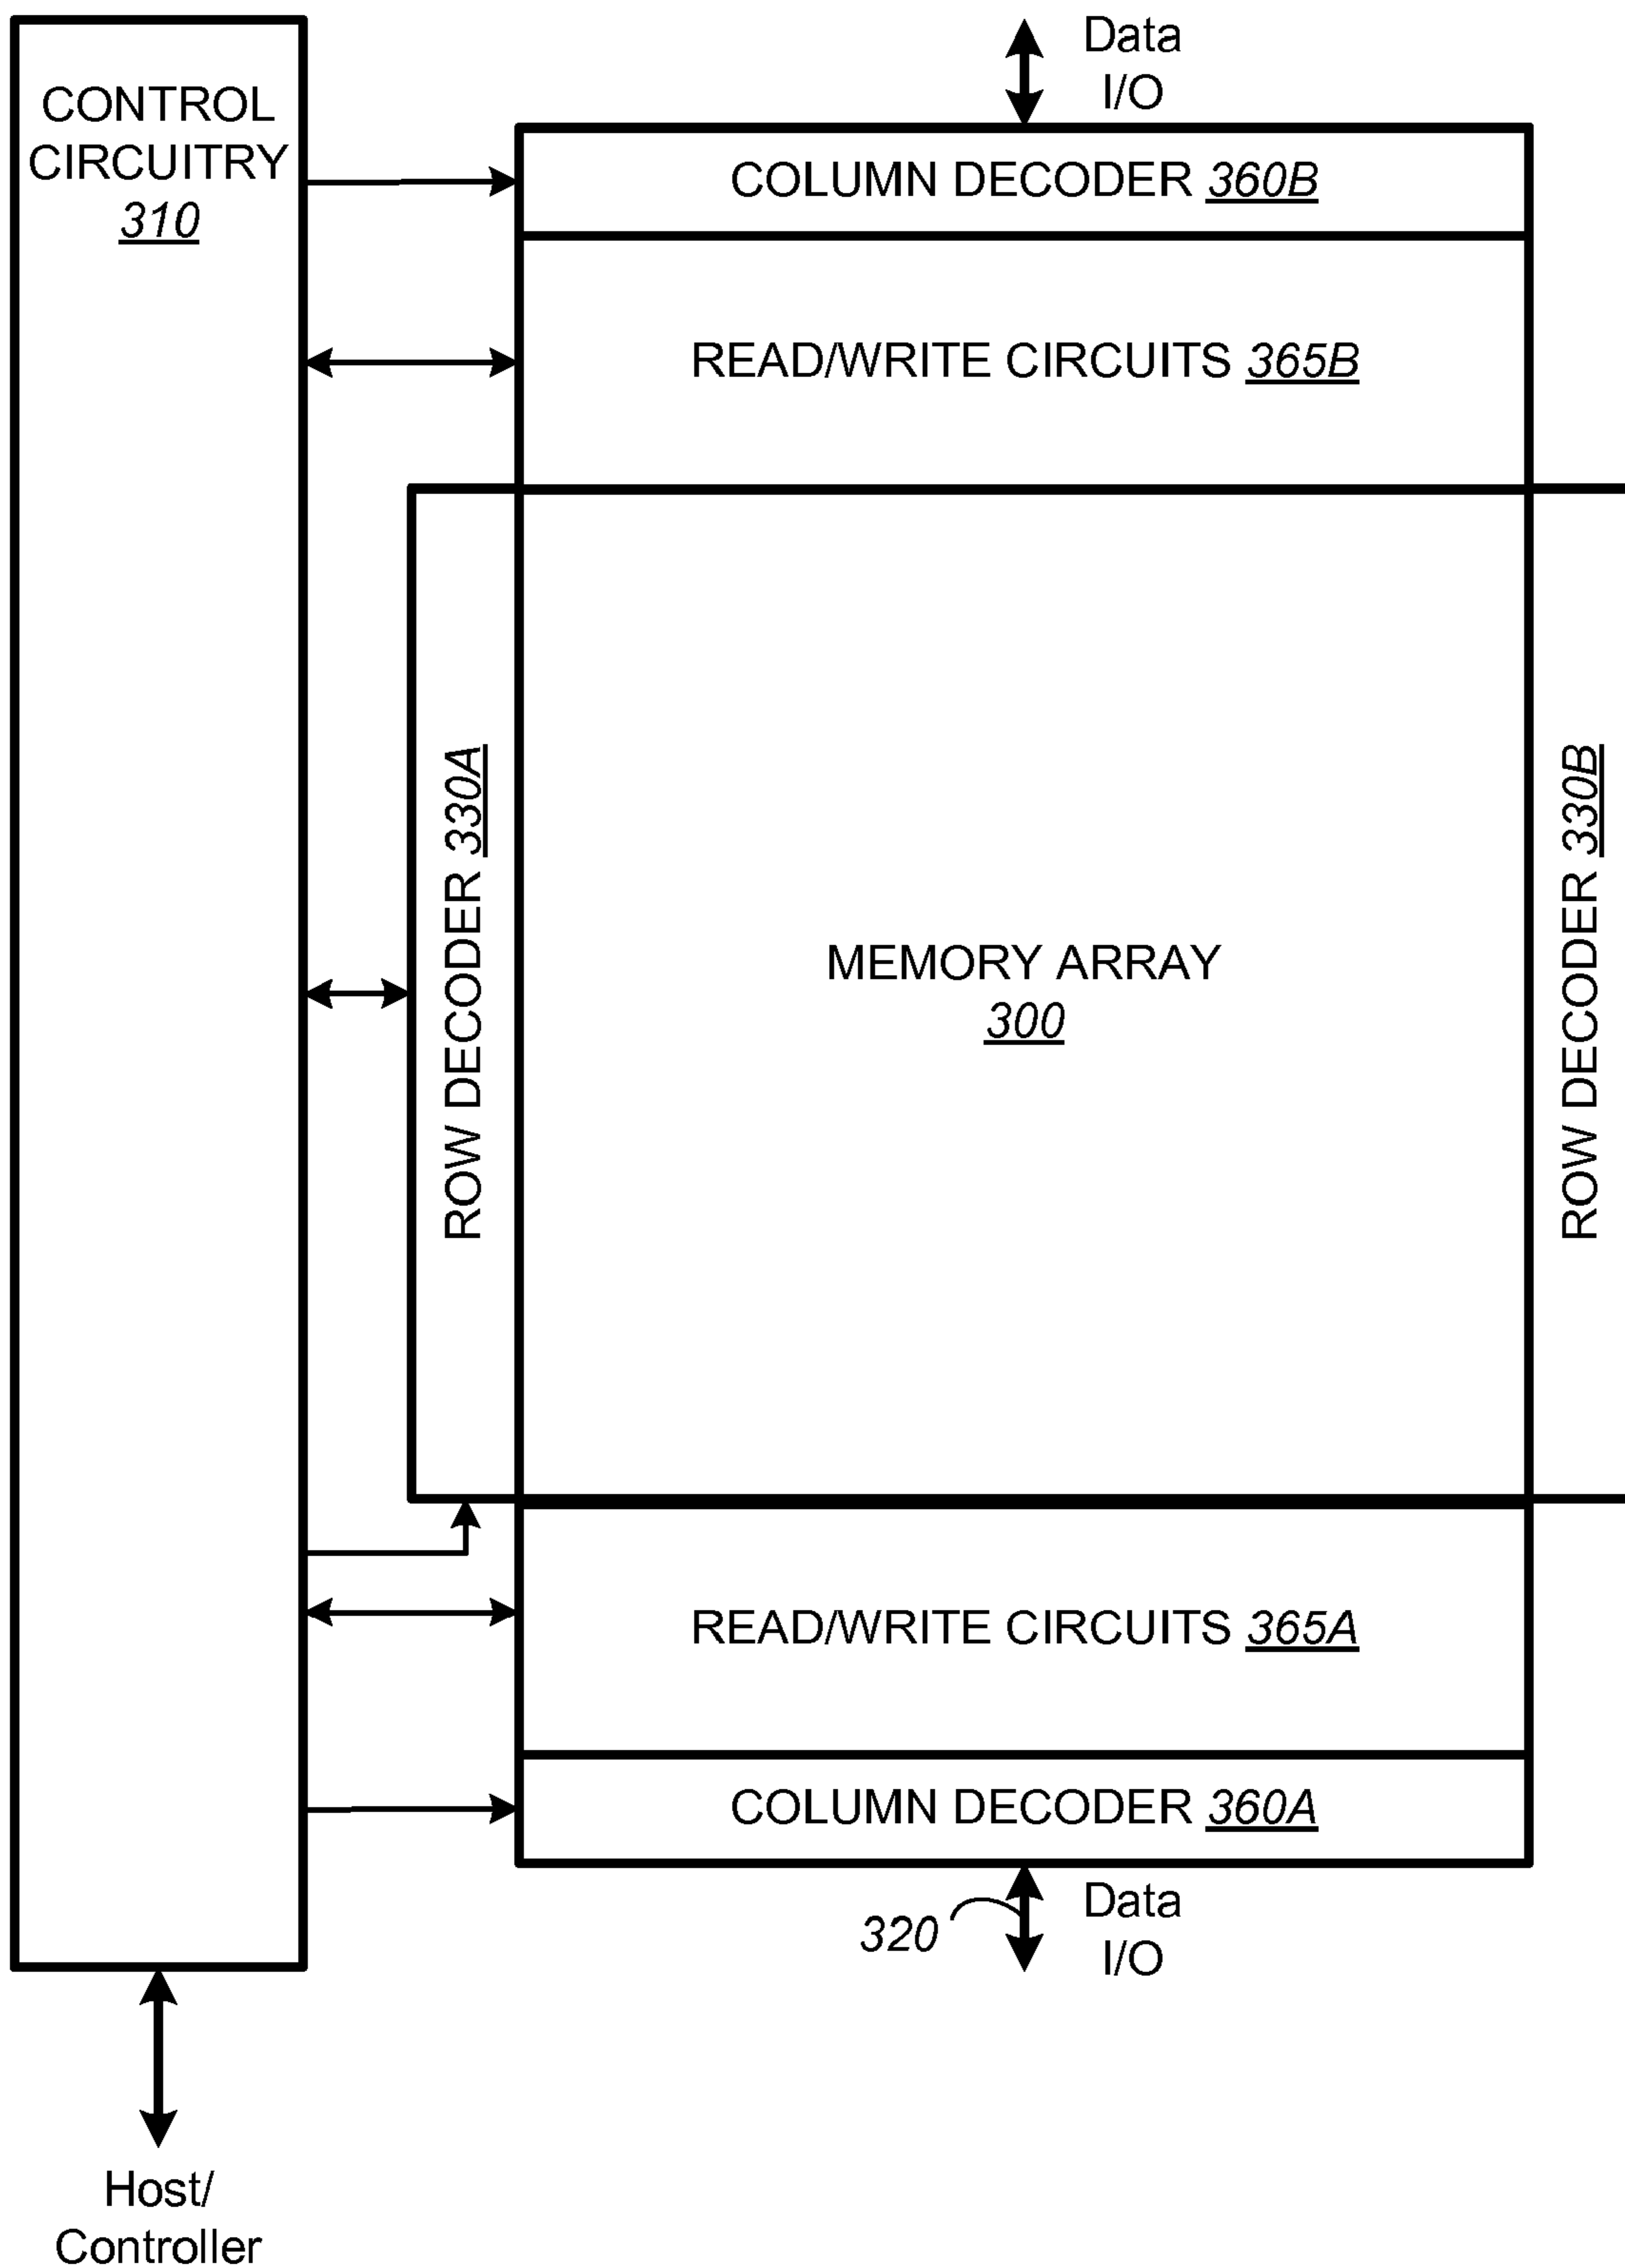 Data
I/O
CONTROL
CIRCUITRY
310
COLUMN DECODER 360B
READ/WRITE CIRCUITS 365B
ROW DECODER 330A
MEMORY ARRAY
300
ROW DECODER 330B
READ/WRITE CIRCUITS 365A
COLUMN DECODER 360A
320
Data
I/O
Host/
Controller